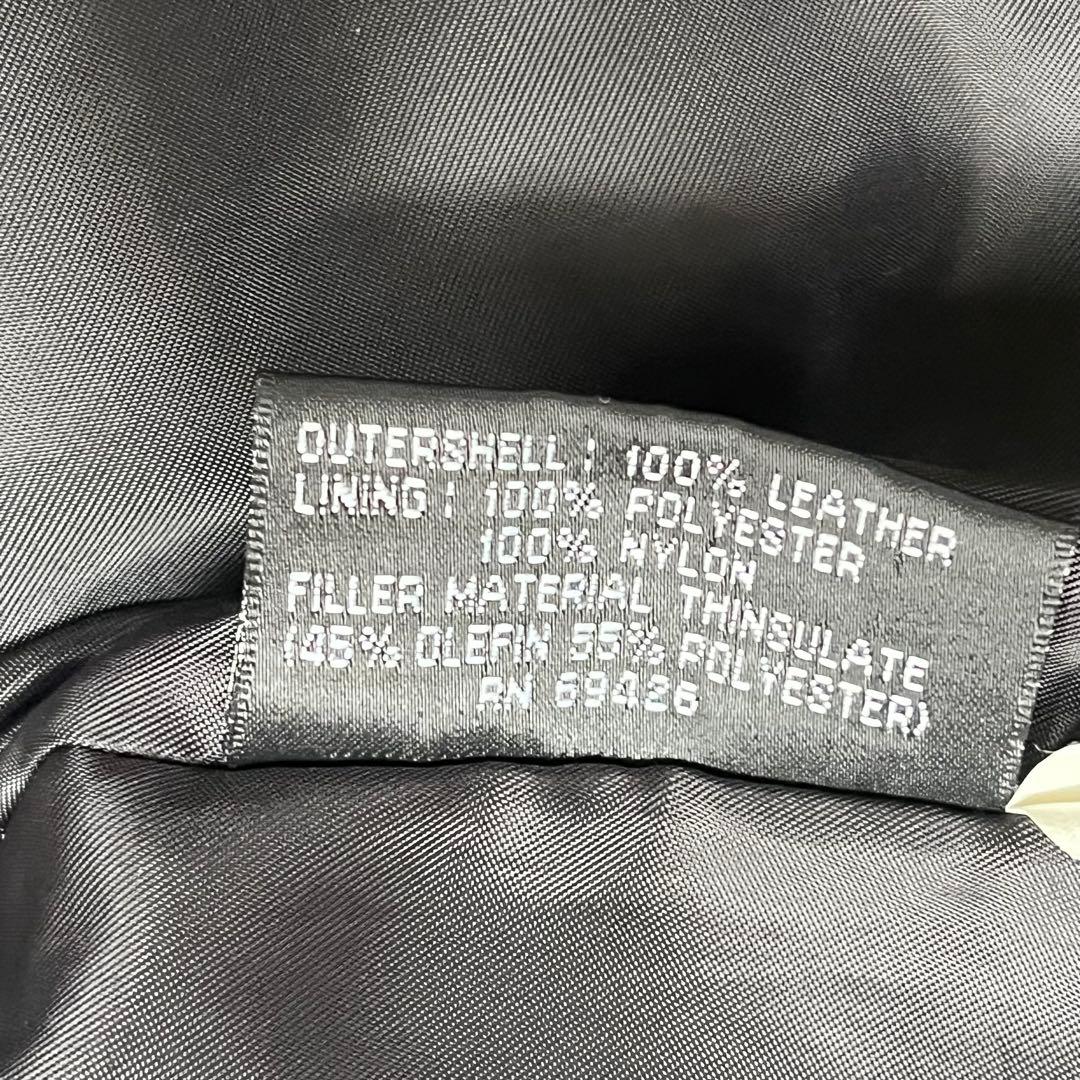 OUTERSHELL: 100% LEATHER
LINING: 100% POLYESTER
100% NYLON
FILLER MATERIAL THINSULATE
(45% OLEFIN 55% POLYESTER)
RN 69426